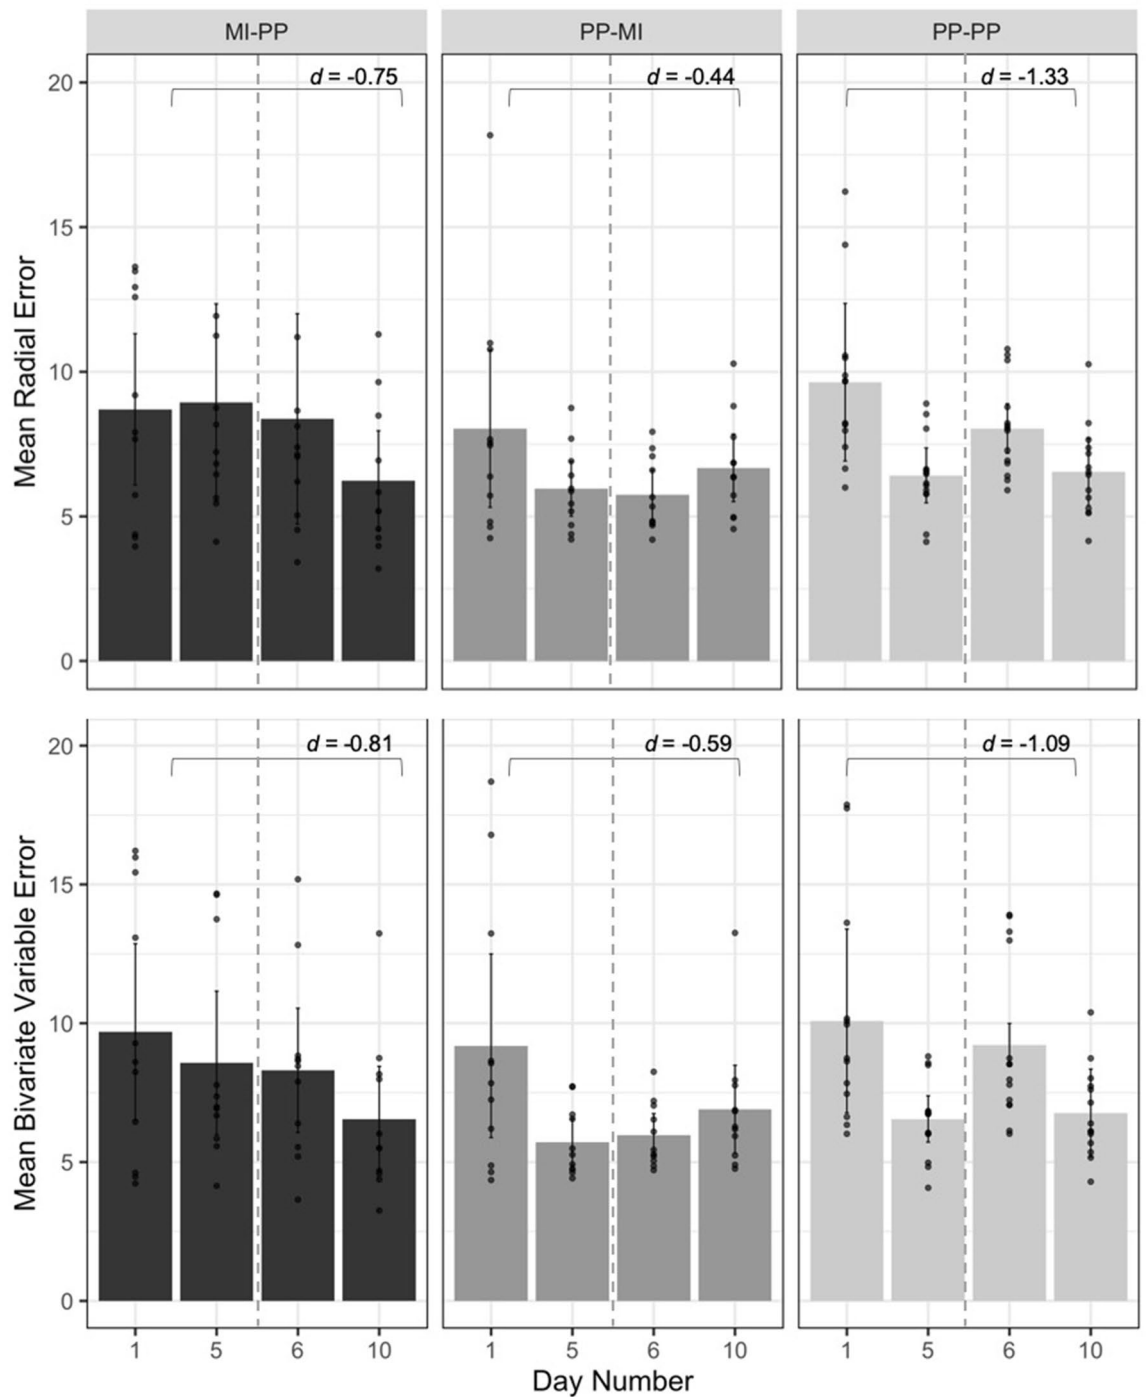 MI-PP
PP-MI
PP-PP
Mean Radial Error
20
15
10
5
0
d = -0.75
d = -0.44
d = -1.33
Mean Bivariate Variable Error
20
15
10
5
0
d = -0.81
d = -0.59
d = -1.09
1 5 6 10
1 5 6 10
1 5 6 10
Day Number